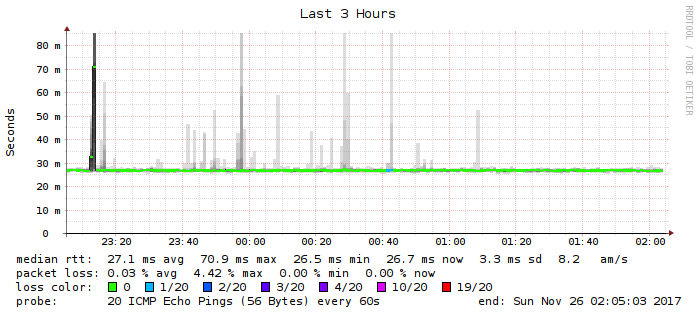 Last 3 Hours
RRDTOOL / TOBI OETIKER
Seconds
80 m
70 m
60 m
50 m
40 m
30 m
20 m
10 m
0
23:20 23:40 00:00 00:20 00:40 01:00 01:20 01:40 02:00
median rtt: 27.1 ms avg 70.9 ms max 26.5 ms min 26.7 ms now 3.3 ms sd 8.2 am/s
packet loss: 0.03 % avg 4.42 % max 0.00 % min 0.00 % now
loss color: 0 1/20 2/20 3/20 4/20 10/20 19/20
probe: 20 ICMP Echo Pings (56 Bytes) every 60s end: Sun Nov 26 02:05:03 2017